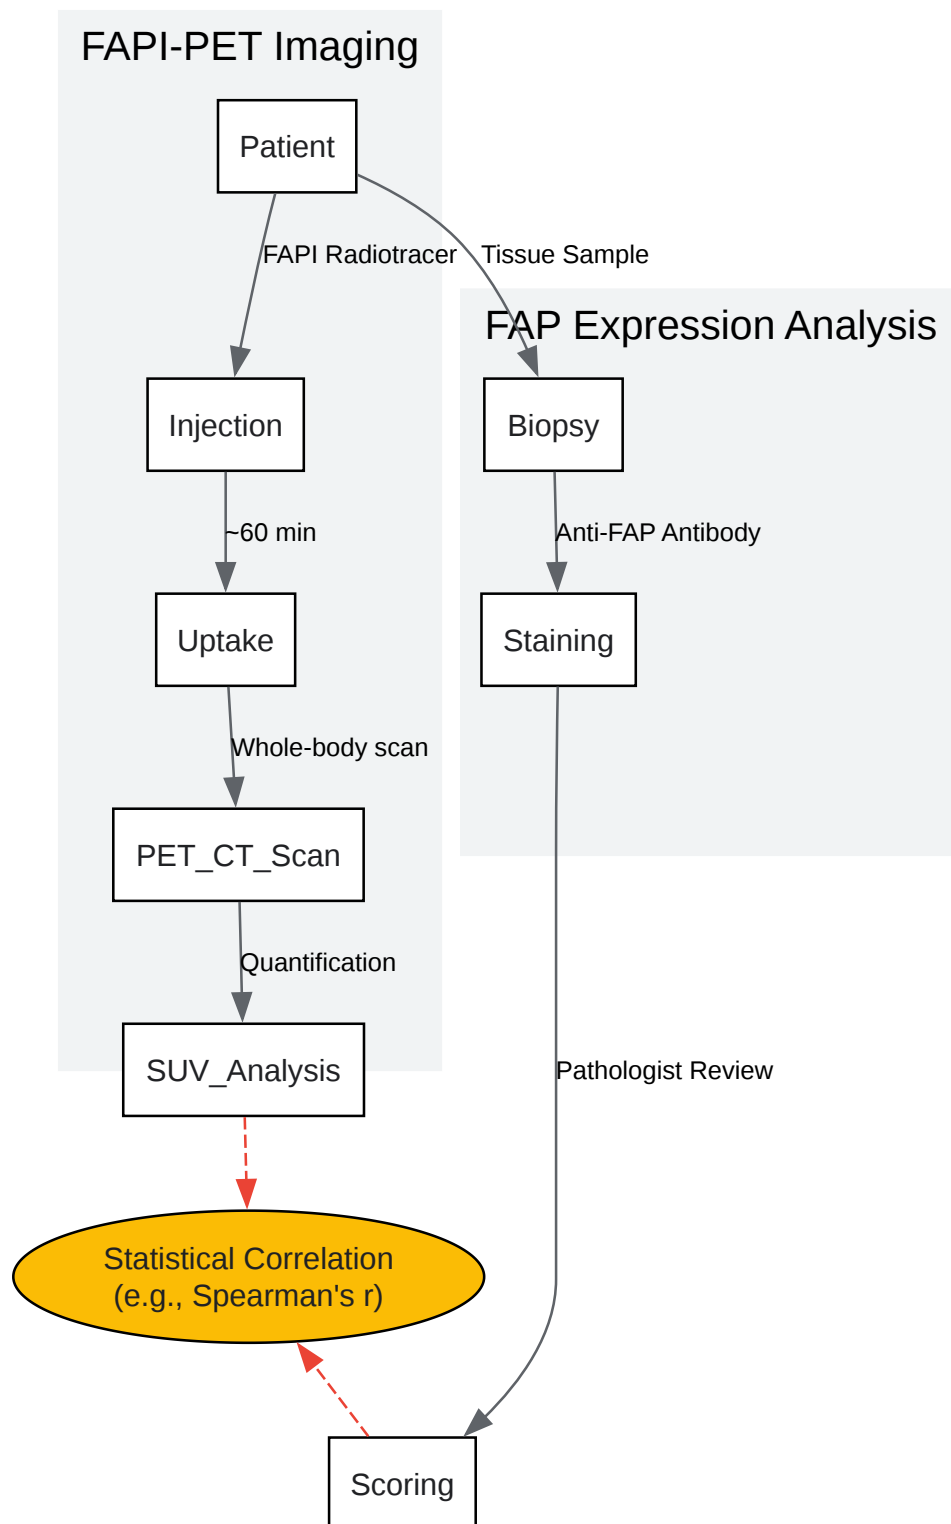 FAPI-PET Imaging
Patient
FAPI Radiotracer
Tissue Sample
FAP Expression Analysis
Injection
Biopsy
~60 min
Anti-FAP Antibody
Uptake
Staining
Whole-body scan
PET_CT_Scan
Quantification
SUV_Analysis
Pathologist Review
Statistical Correlation
(e.g., Spearman's r)
Scoring